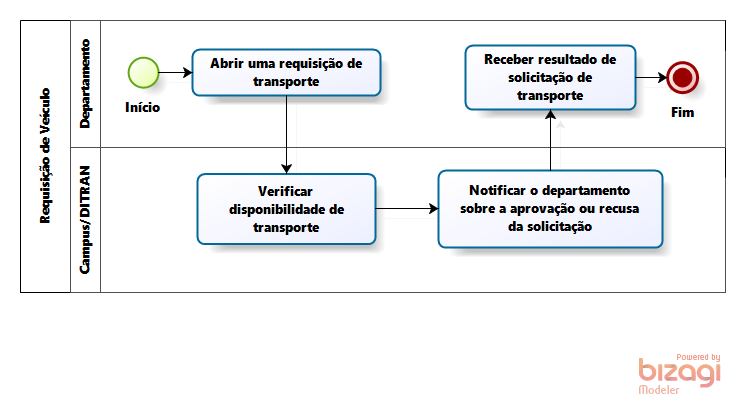 Requisição de Veículo
Departamento
Início
Abrir uma requisição de
transporte
Receber resultado de
solicitação de
transporte
Fim
Campus/DITRAN
Verificar
disponibilidade de
transporte
Notificar o departamento
sobre a aprovação ou recusa
da solicitação
Powered by
bizagi
Modeler